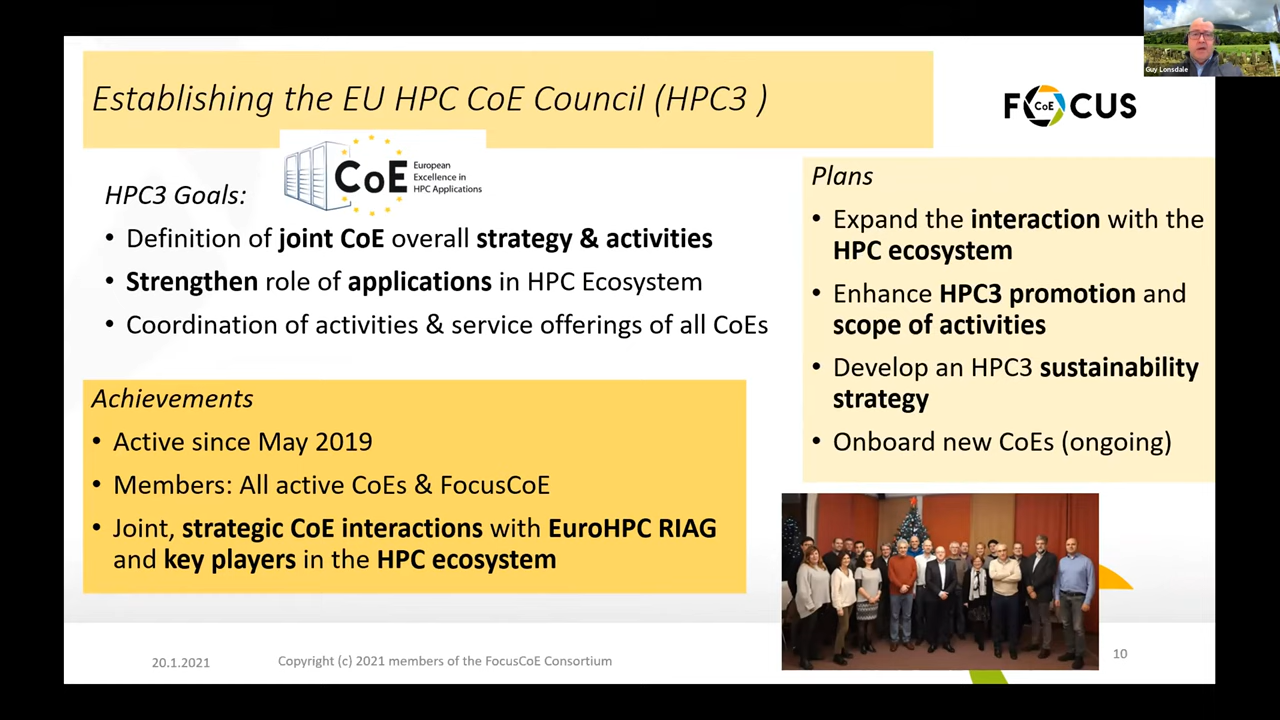 Guy Lonsdale
Establishing the EU HPC CoE Council (HPC3 )
FOCUS
CoE
CoE
European
Excellence in
HPC Applications
HPC3 Goals:
• Definition of joint CoE overall strategy & activities
• Strengthen role of applications in HPC Ecosystem
• Coordination of activities & service offerings of all CoEs
Achievements
• Active since May 2019
• Members: All active CoEs & FocusCoE
• Joint, strategic CoE interactions with EuroHPC RIAG
and key players in the HPC ecosystem
Plans
• Expand the interaction with the
HPC ecosystem
• Enhance HPC3 promotion and
scope of activities
• Develop an HPC3 sustainability
strategy
• Onboard new CoEs (ongoing)
20.1.2021
Copyright (c) 2021 members of the FocusCoE Consortium
10